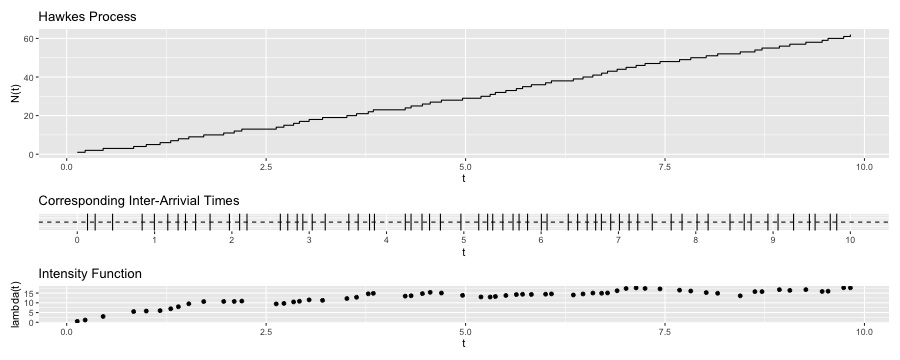 Hawkes Process
N(t)
60
40
20
0
0.0 2.5 5.0 7.5 10.0
t
Corresponding Inter-Arrival Times
0 1 2 3 4 5 6 7 8 9 10
t
Intensity Function
lambda(t)
15
10
5
0
0.0 2.5 5.0 7.5 10.0
t